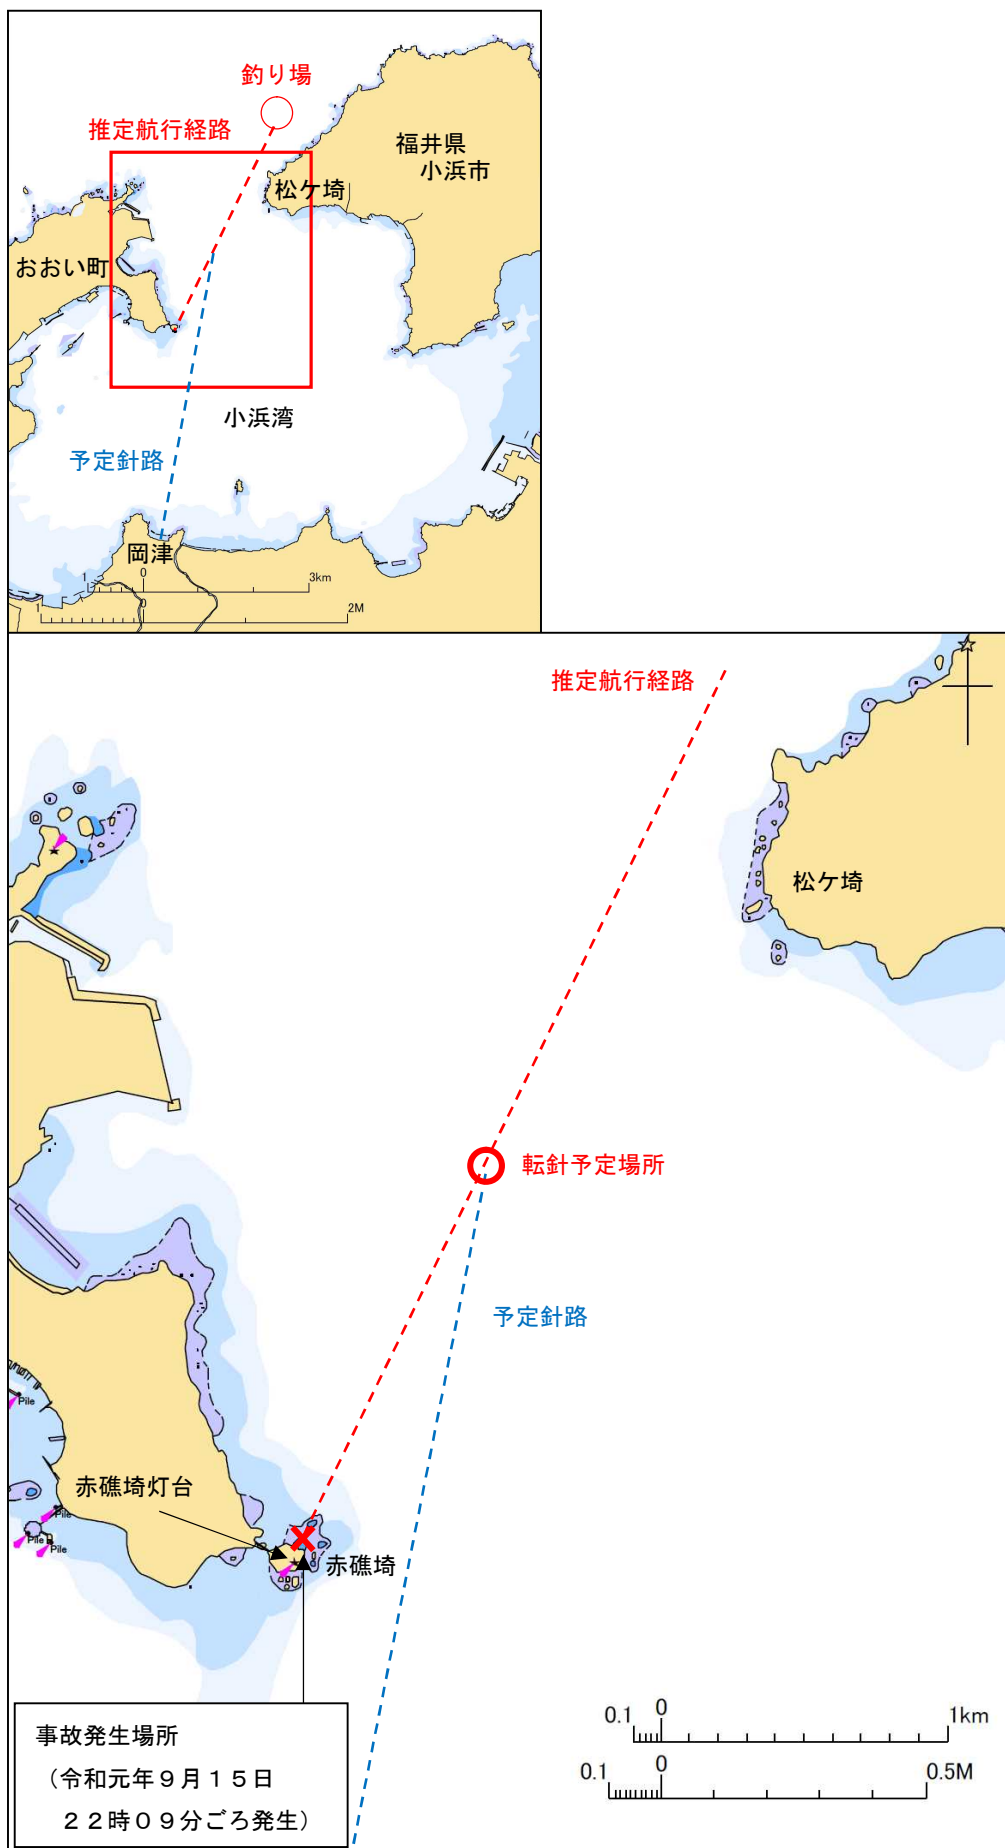 釣り場
推定航行経路
福井県
小浜市
松ケ埼
おおい町
小浜湾
予定針路
岡津
1 0 3km
1 0 2M
推定航行経路
松ケ埼
転針予定場所
予定針路
Pile
赤礁埼灯台
Pile
Pile
Pile
赤礁埼
事故発生場所
（令和元年９月１５日
２２時０９分ごろ発生）
0.1 0 1km
0.1 0 0.5M